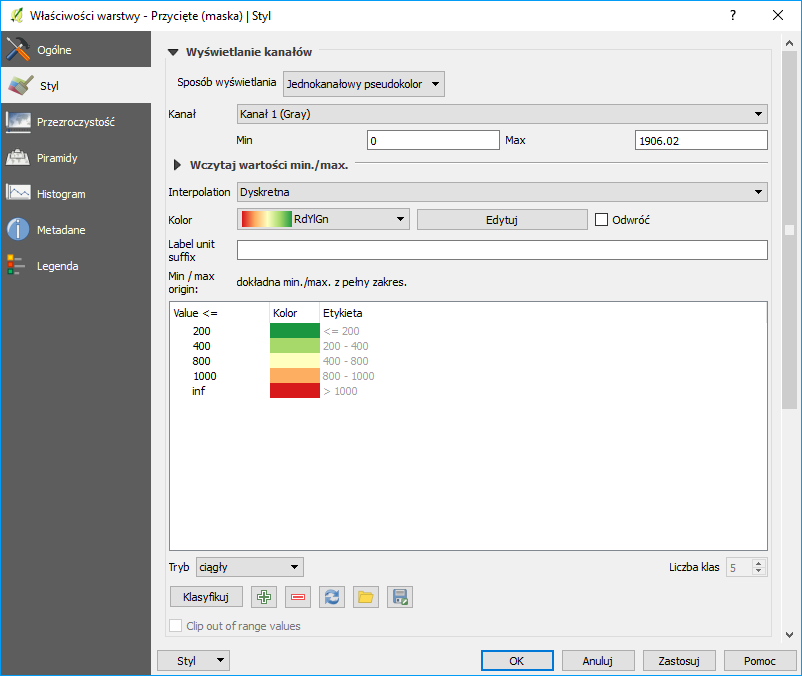 Właściwości warstwy - Przycięte (maska) | Styl
Ogólne
Styl
Przezroczystość
Piramidy
Histogram
Metadane
Legenda
Wyświetlanie kanałów
Sposób wyświetlania Jednokanałowy pseudokolor
Kanał Kanał 1 (Gray)
Min 0 Max 1906.02
Wczytaj wartości min./max.
Interpolation Dyskretna
Kolor RdYlGn Edytuj Odwróć
Label unit
suffix
Min / max
origin: dokładna min./max. z pełny zakres.
Value <= Kolor Etykieta
200 <= 200
400 200 - 400
800 400 - 800
1000 800 - 1000
inf > 1000
Tryb ciągły Liczba klas 5
Klasyfikuj
Clip out of range values
Styl OK Anuluj Zastosuj Pomoc